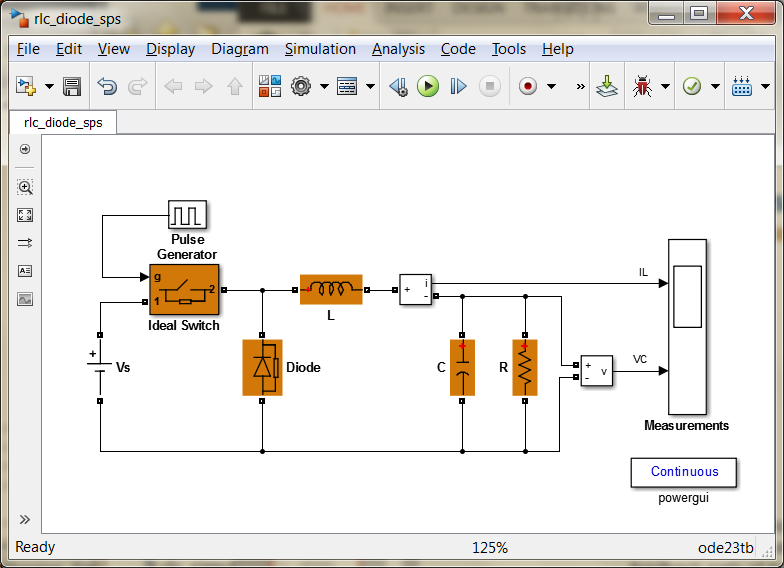 rlc_diode_sps
File Edit View Display Diagram Simulation Analysis Code Tools Help
»
rlc_diode_sps
Pulse
Generator
g
1
2
Ideal Switch
+
Vs
Diode
+
L
+
i
-
IL
+
C
+
R
+
-
v
VC
Measurements
Continuous
powergui
»
Ready 125% ode23tb